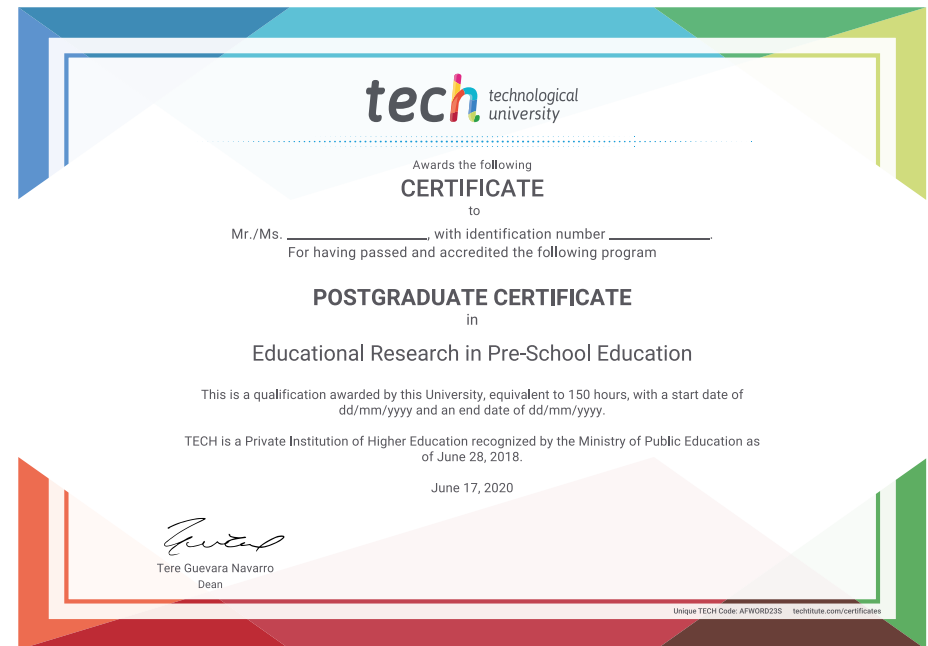 tech technological
university
Awards the following
CERTIFICATE
to
Mr./Ms. ____________________, with identification number ______________.
For having passed and accredited the following program
POSTGRADUATE CERTIFICATE
in
Educational Research in Pre-School Education
This is a qualification awarded by this University, equivalent to 150 hours, with a start date of
dd/mm/yyyy and an end date of dd/mm/yyyy.
TECH is a Private Institution of Higher Education recognized by the Ministry of Public Education as
of June 28, 2018.
June 17, 2020
Tere Guevara Navarro
Dean
Unique TECH Code: AFWORD23S techtitute.com/certificates